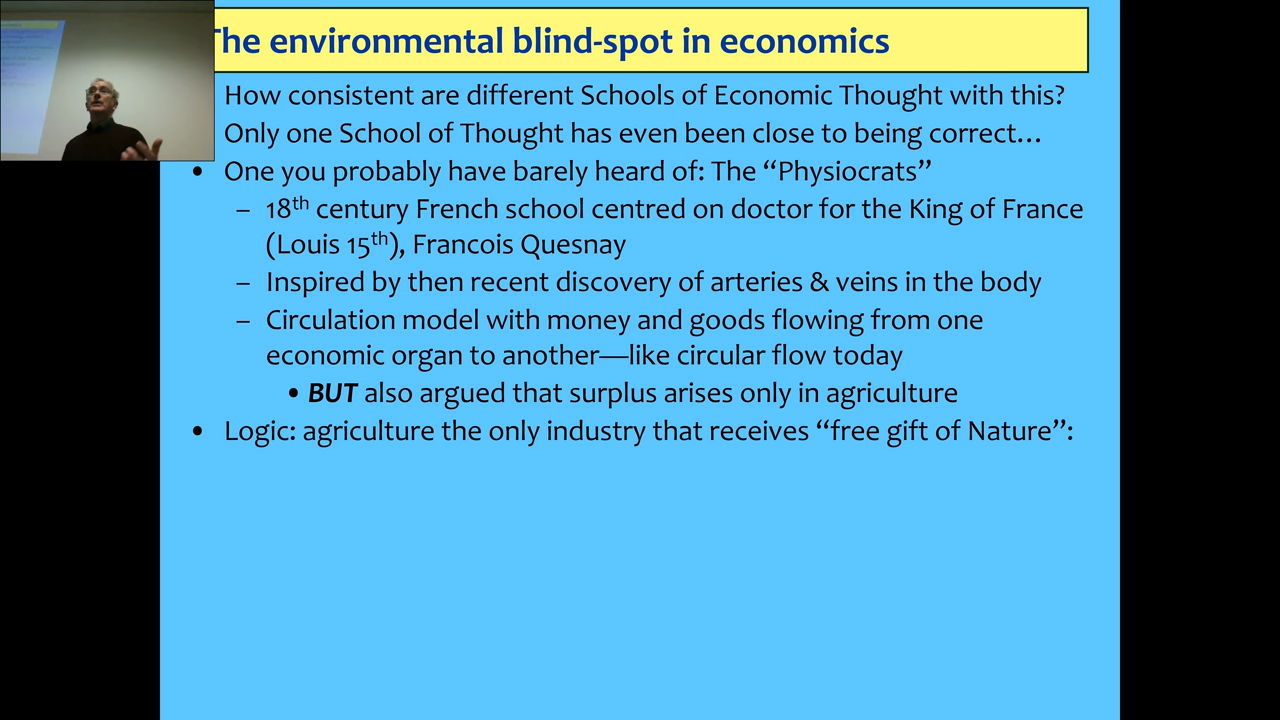 The environmental blind-spot in economics
How consistent are different Schools of Economic Thought with this?
Only one School of Thought has even been close to being correct…
• One you probably have barely heard of: The “Physiocrats”
– 18th century French school centred on doctor for the King of France
(Louis 15th), Francois Quesnay
– Inspired by then recent discovery of arteries & veins in the body
– Circulation model with money and goods flowing from one
economic organ to another—like circular flow today
• BUT also argued that surplus arises only in agriculture
• Logic: agriculture the only industry that receives “free gift of Nature”: